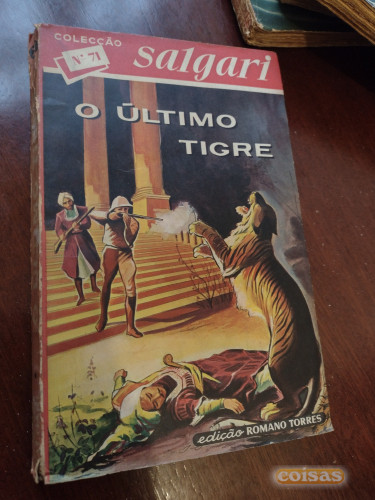 COLECÇÃO
Nº 71
salgari
O ÚLTIMO
TIGRE
edição ROMANO TORRES
coisas